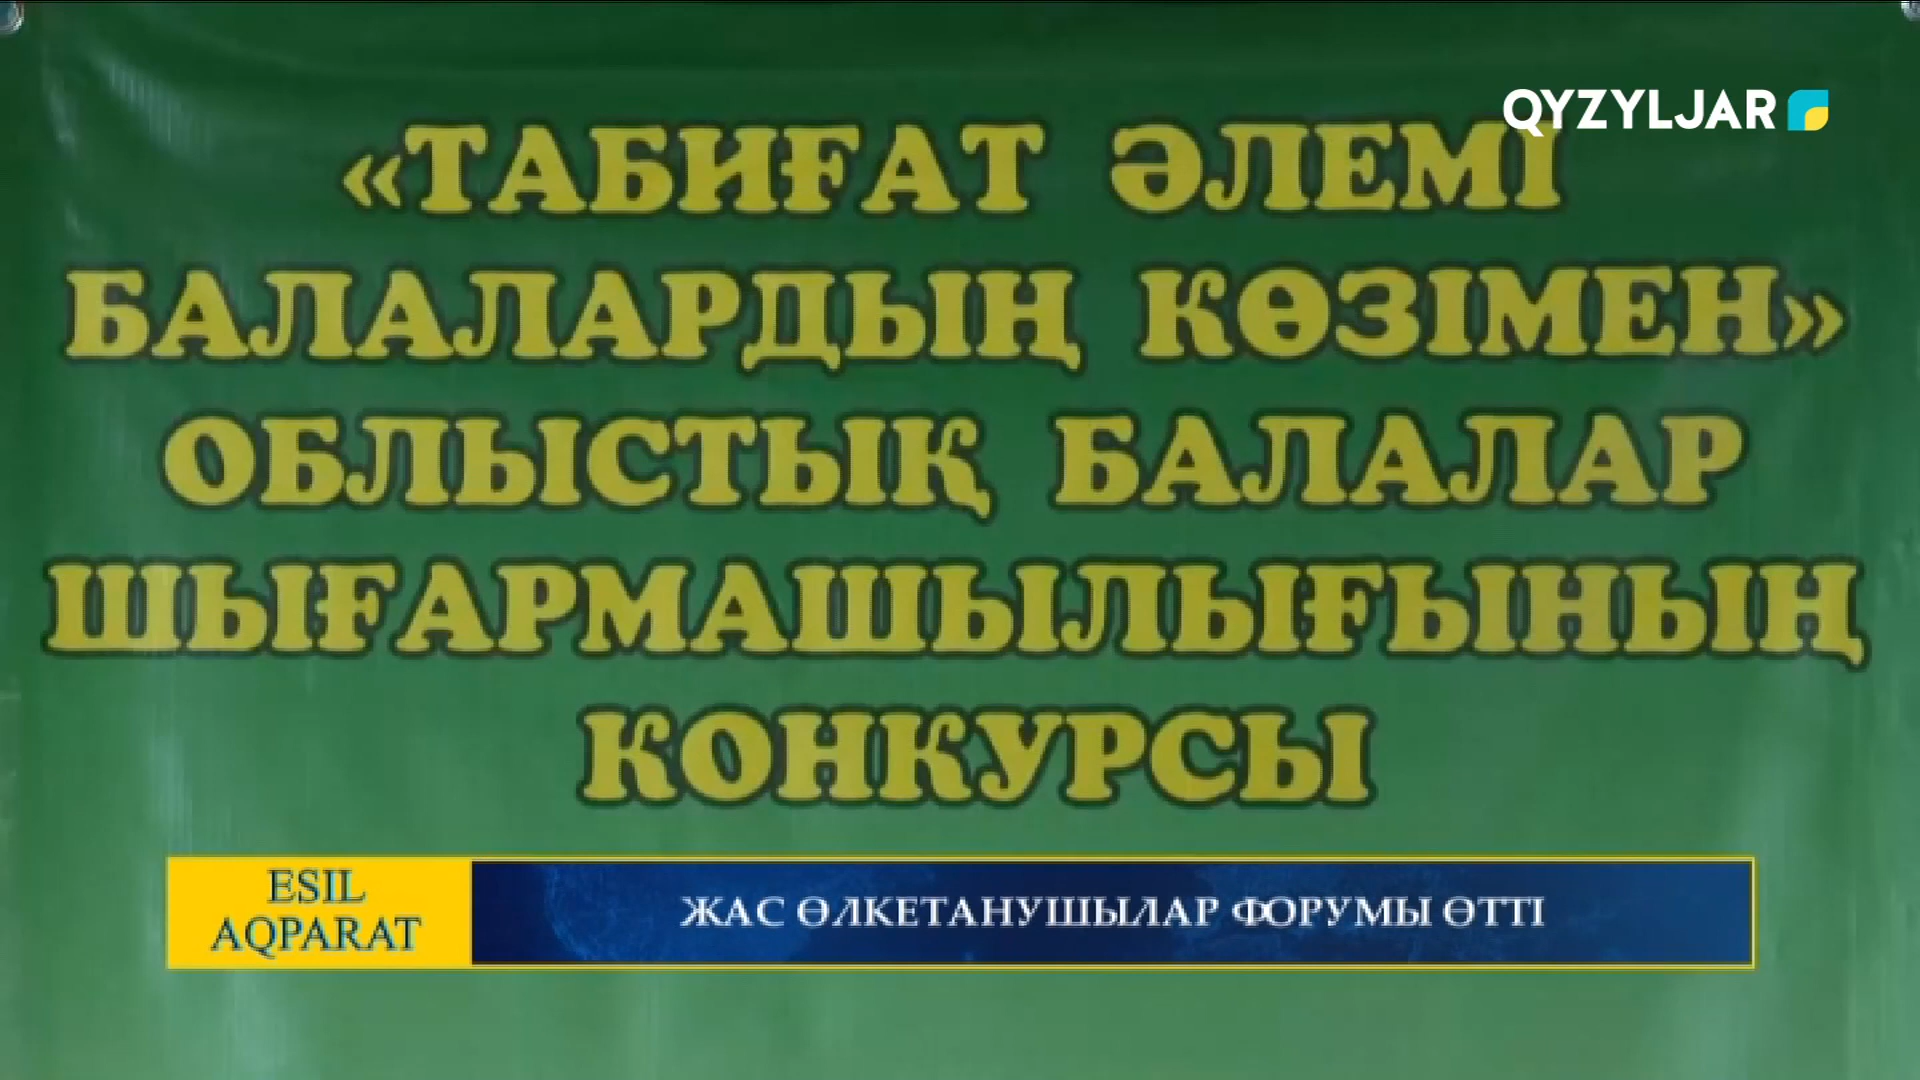 QYZYLJAR
«ТАБИҒАТ ӘЛЕМІ
БАЛАЛАРДЫҢ КӨЗІМЕН»
ОБЛЫСТЫҚ БАЛАЛАР
ШЫҒАРМАШЫЛЫҒЫНЫҢ
КОНКУРСЫ
ESIL
AQPARAT
ЖАС ӨЛКЕТАНУШЫЛАР ФОРУМЫ ӨТТІ